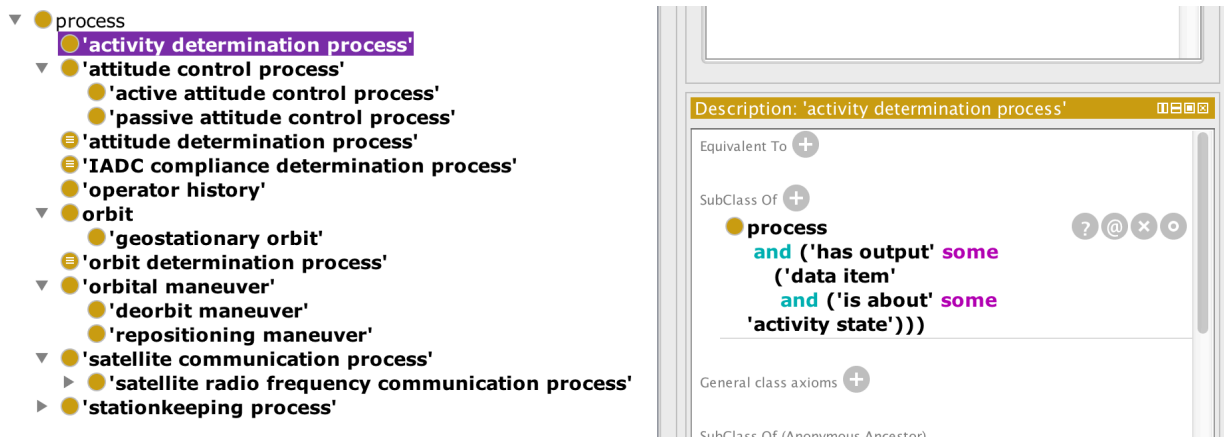 process
'activity determination process'
'attitude control process'
'active attitude control process'
'passive attitude control process'
'attitude determination process'
'IADC compliance determination process'
'operator history'
orbit
'geostationary orbit'
'orbit determination process'
'orbital maneuver'
'deorbit maneuver'
'repositioning maneuver'
'satellite communication process'
'satellite radio frequency communication process'
'stationkeeping process'
Description: 'activity determination process'
Equivalent To
SubClass Of
process
and ('has output' some
('data item'
and ('is about' some
'activity state')))
General class axioms
SubClass Of (Anonymous Ancestor)